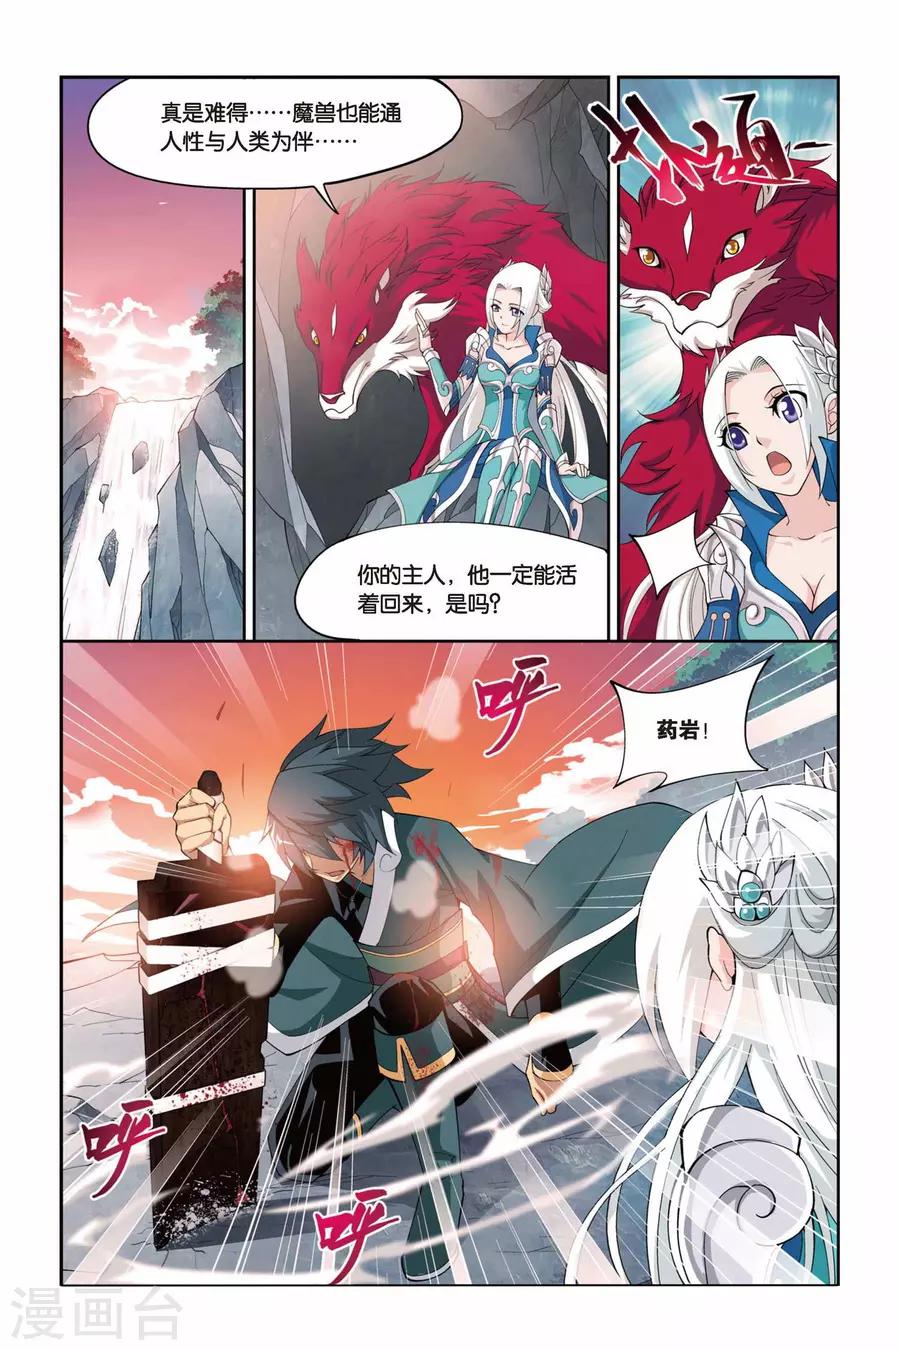 真是难得……魔兽也能通
人性与人类为伴……
扑通
你的主人，他一定能活
着回来，是吗？
呼
药岩！
呼
呼
漫画台